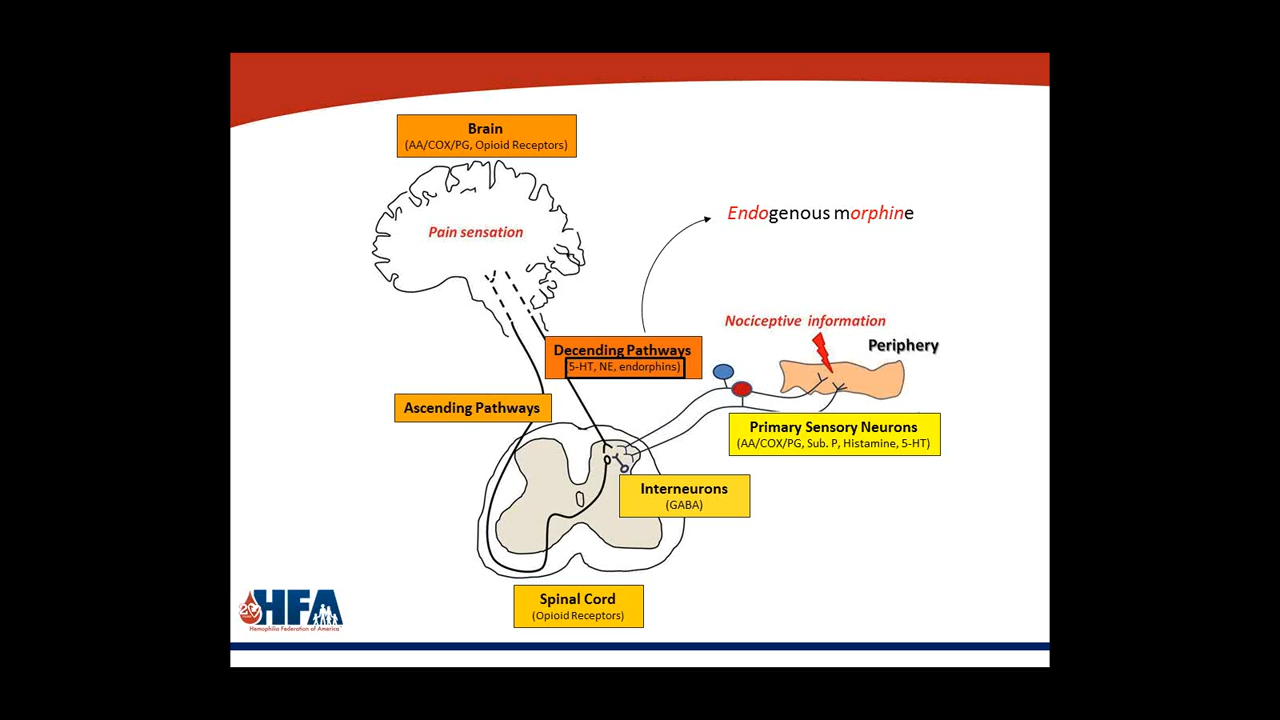 Brain
(AA/COX/PG, Opioid Receptors)
Pain sensation
Endogenous morphine
Nociceptive information
Periphery
Decending Pathways
5-HT, NE, endorphins)
Ascending Pathways
Primary Sensory Neurons
(AA/COX/PG, Sub. P, Histamine, 5-HT)
Interneurons
(GABA)
Spinal Cord
(Opioid Receptors)
20
HFA
Hemophilia Federation of America